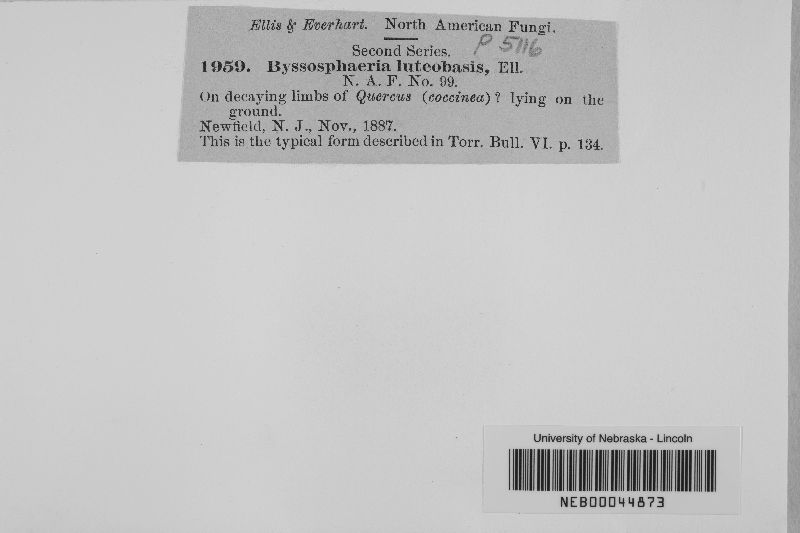 Ellis & Everhart. North American Fungi.
Second Series. P 5116
1959. Byssosphaeria luteobasis, Ell.
N. A. F. No. 99.
On decaying limbs of Quercus (coccinea)? lying on the
ground.
Newfield, N. J., Nov., 1887.
This is the typical form described in Torr. Bull. VI. p. 134.
University of Nebraska - Lincoln
NEB00044873